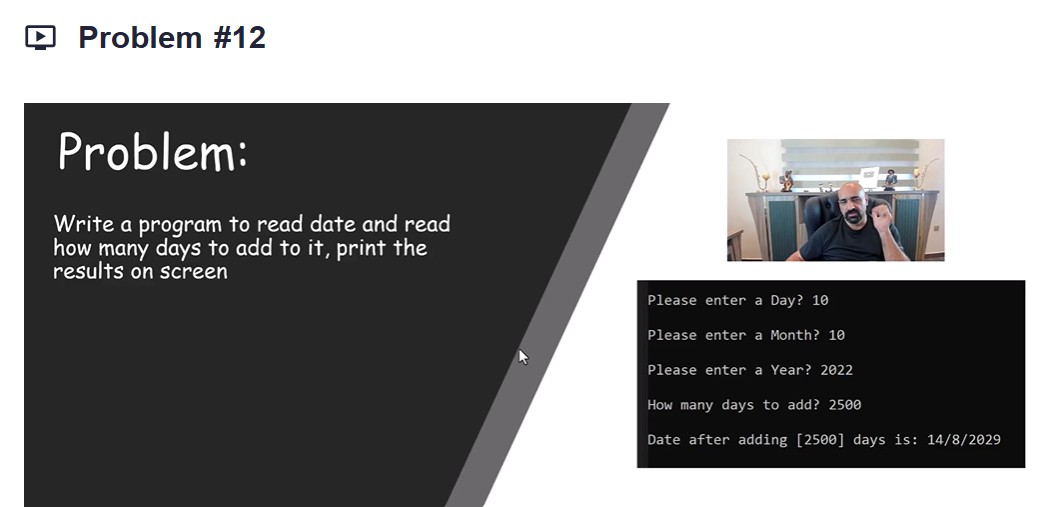 Problem #12
Problem:
Write a program to read date and read
how many days to add to it, print the
results on screen
Please enter a Day? 10
Please enter a Month? 10
Please enter a Year? 2022
How many days to add? 2500
Date after adding [2500] days is: 14/8/2029